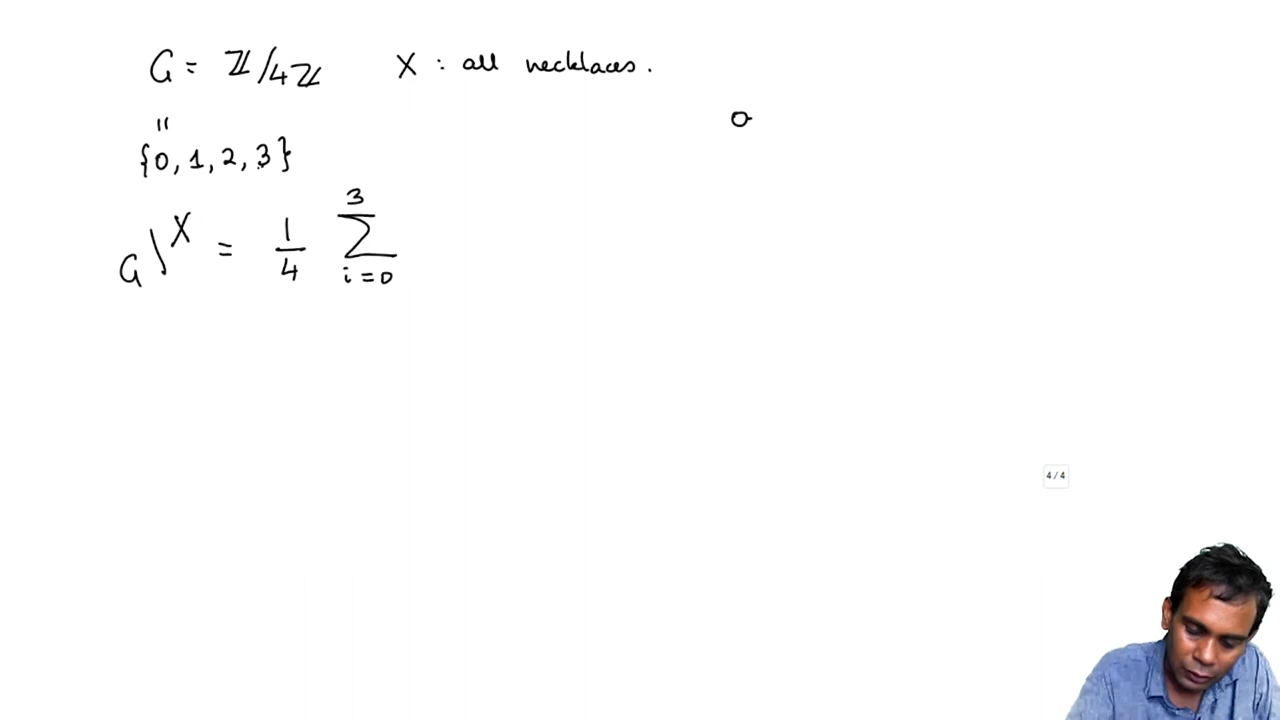 G = ℤ/4ℤ    X : all necklaces.
"
{0, 1, 2, 3}
G\X = 1/4 3∑i=0
4/4